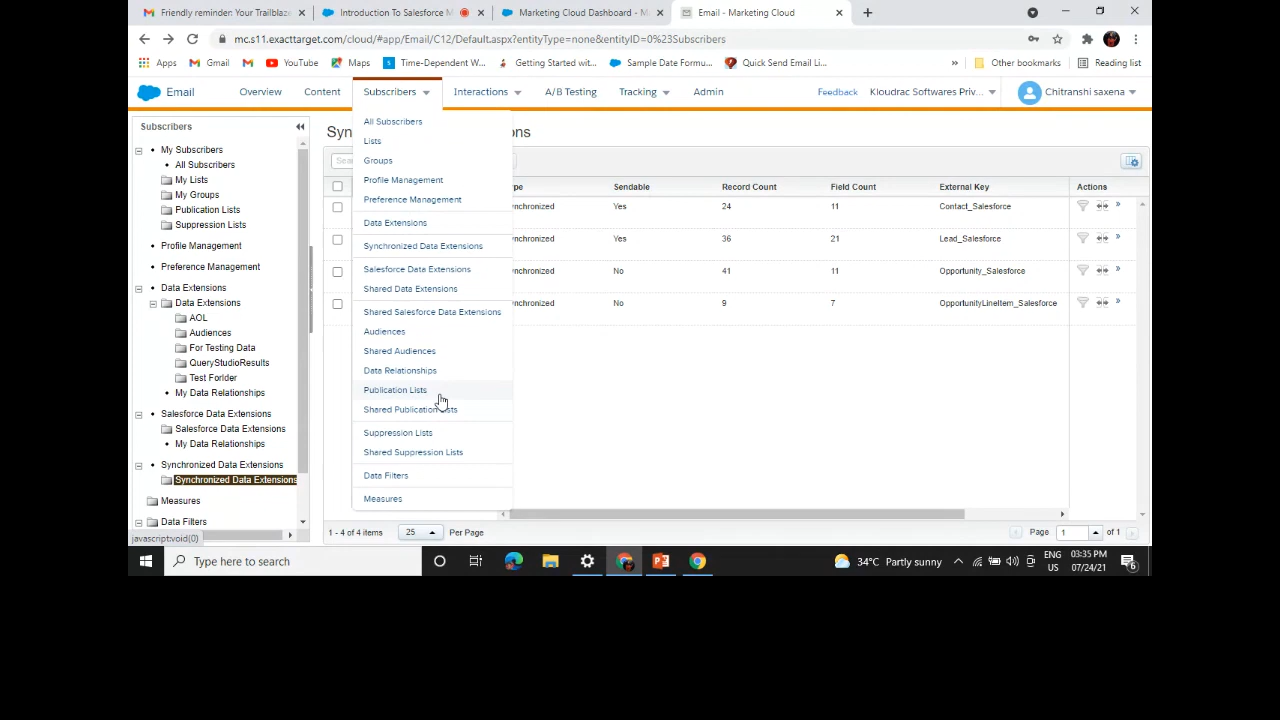 Friendly reminder: Your Trailblaze
Introduction To Salesforce M
Marketing Cloud Dashboard - M
Email - Marketing Cloud
mc.s11.exacttarget.com/cloud/#app/Email/C12/Default.aspx?entityType=none&entityID=0%23Subscribers
Apps Gmail YouTube Maps Time-Dependent W... Getting Started wit... Sample Date Formu... Quick Send Email Li... » Other bookmarks Reading list
Email Overview Content Subscribers Interactions A/B Testing Tracking Admin Feedback Kloudrac Softwares Priv... Chitranshi saxena
Subscribers
My Subscribers
All Subscribers
My Lists
My Groups
Publication Lists
Suppression Lists
Profile Management
Preference Management
Data Extensions
Data Extensions
AOL
Audiences
For Testing Data
QueryStudioResults
Test Forlder
My Data Relationships
Salesforce Data Extensions
Salesforce Data Extensions
My Data Relationships
Synchronized Data Extensions
Synchronized Data Extensions
Measures
Data Filters
javascript:void(0)
All Subscribers
Lists
Groups
Profile Management
Preference Management
Data Extensions
Synchronized Data Extensions
Salesforce Data Extensions
Shared Data Extensions
Shared Salesforce Data Extensions
Audiences
Shared Audiences
Data Relationships
Publication Lists
Shared Publication Lists
Suppression Lists
Shared Suppression Lists
Data Filters
Measures
Syn ons
Sear
ype Sendable Record Count Field Count External Key Actions
ynchronized Yes 24 11 Contact_Salesforce »
ynchronized Yes 36 21 Lead_Salesforce »
ynchronized No 41 11 Opportunity_Salesforce »
ynchronized No 9 7 OpportunityLineItem_Salesforce »
1 - 4 of 4 items 25 Per Page Page 1 of 1
Type here to search
34°C Partly sunny
ENG
US
03:35 PM
07/24/21
6